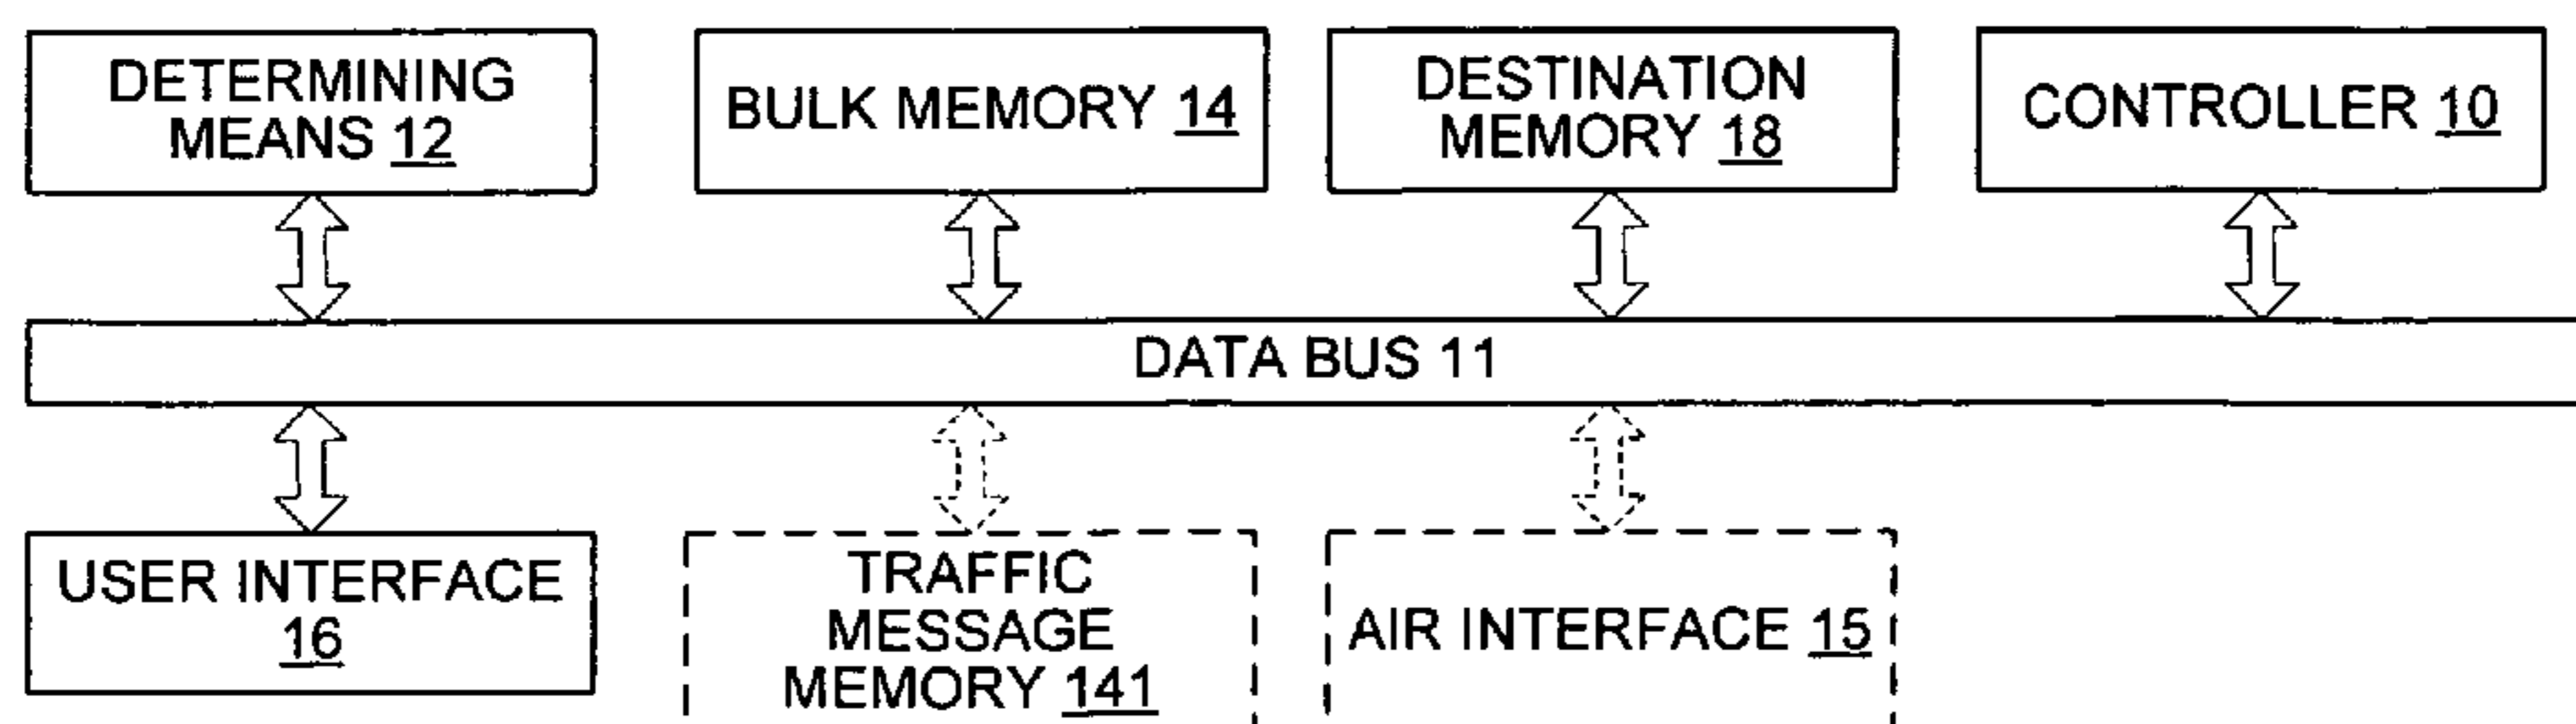 DETERMINING
MEANS 12
BULK MEMORY 14
DESTINATION
MEMORY 18
CONTROLLER 10
DATA BUS 11
USER INTERFACE
16
TRAFFIC
MESSAGE
MEMORY 141
AIR INTERFACE 15